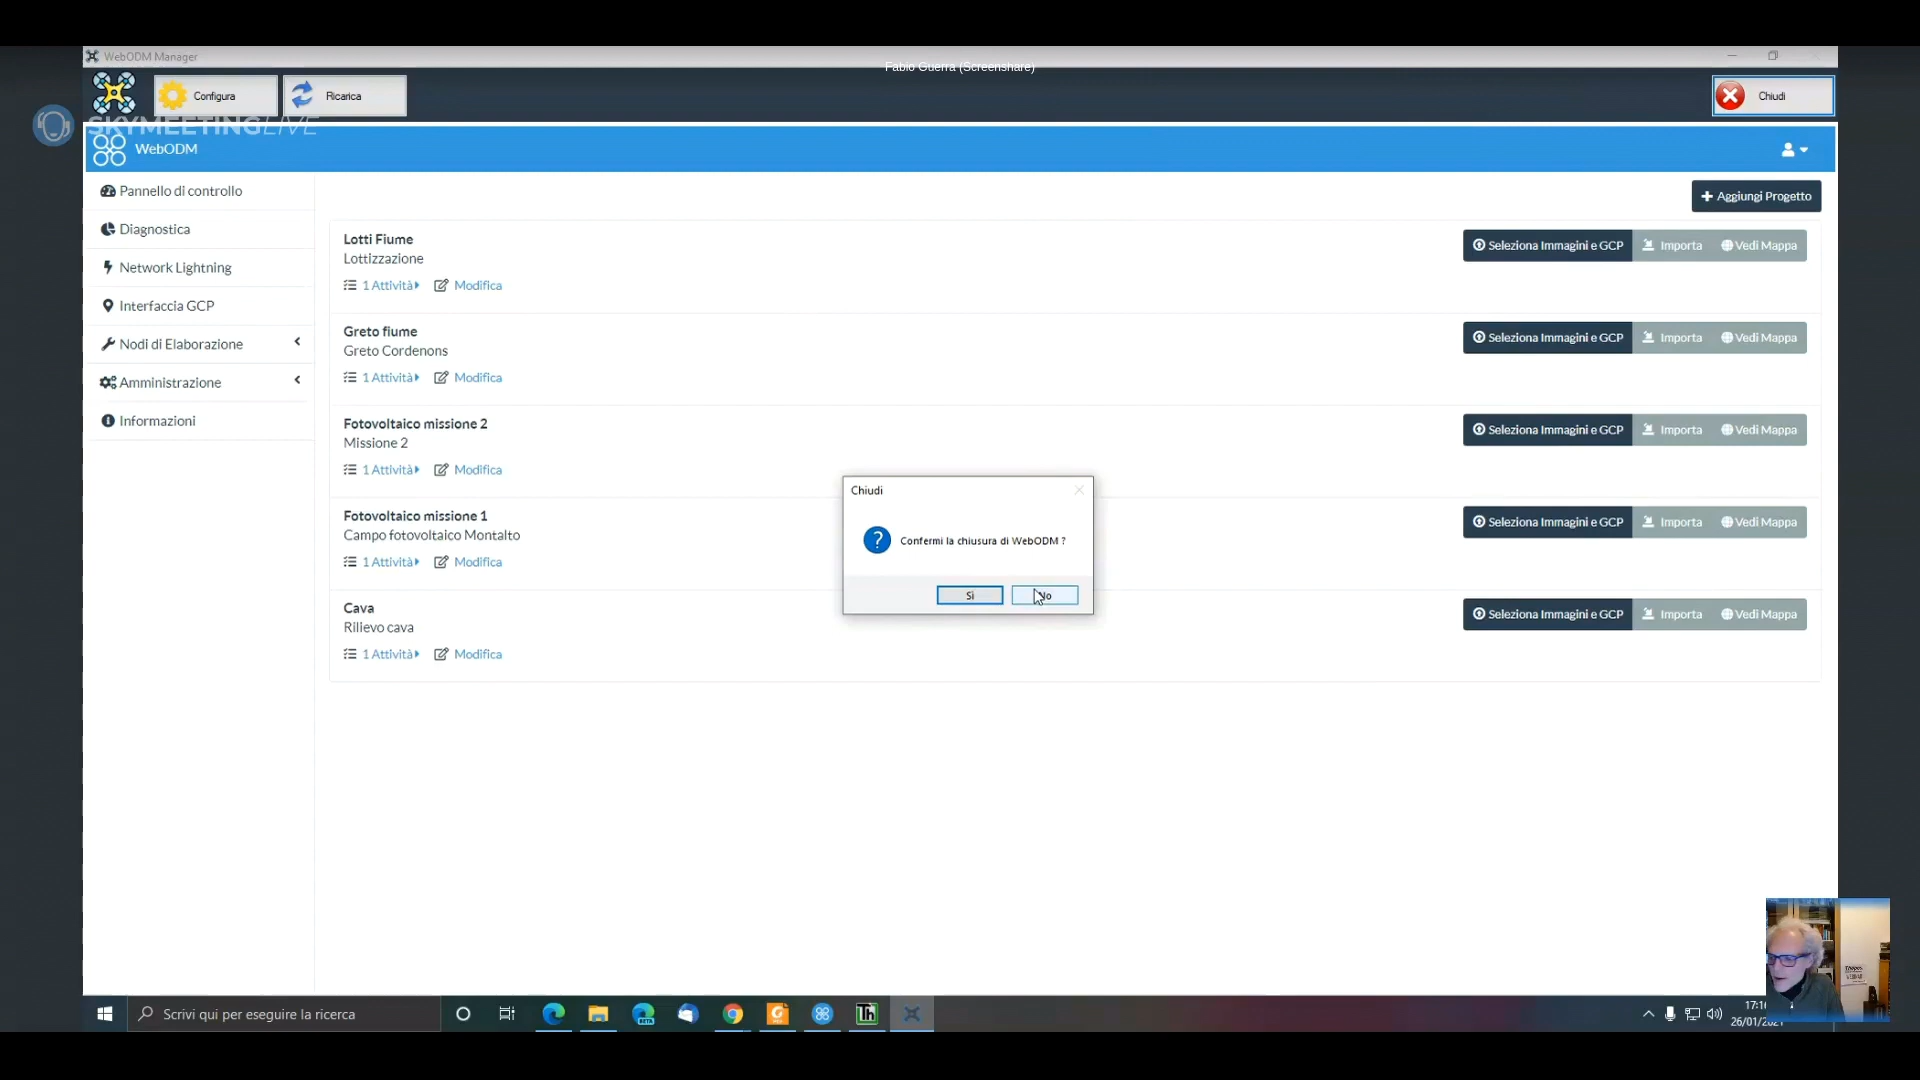 WebODM Manager
Fabio Guerra (Screenshare)
Configura
Ricarica
Chiudi
SKYMEETINGLIVE
WebODM
Pannello di controllo
Diagnostica
Network Lightning
Interfaccia GCP
Nodi di Elaborazione
Amministrazione
Informazioni
Aggiungi Progetto
Lotti Fiume
Lottizzazione
1 Attività Modifica
Seleziona Immagini e GCP Importa Vedi Mappa
Greto fiume
Greto Cordenons
1 Attività Modifica
Seleziona Immagini e GCP Importa Vedi Mappa
Fotovoltaico missione 2
Missione 2
1 Attività Modifica
Seleziona Immagini e GCP Importa Vedi Mappa
Fotovoltaico missione 1
Campo fotovoltaico Montalto
1 Attività Modifica
Seleziona Immagini e GCP Importa Vedi Mappa
Cava
Rilievo cava
1 Attività Modifica
Seleziona Immagini e GCP Importa Vedi Mappa
Chiudi
Confermi la chiusura di WebODM ?
Sì
No
Scrivi qui per eseguire la ricerca
BETA
Th